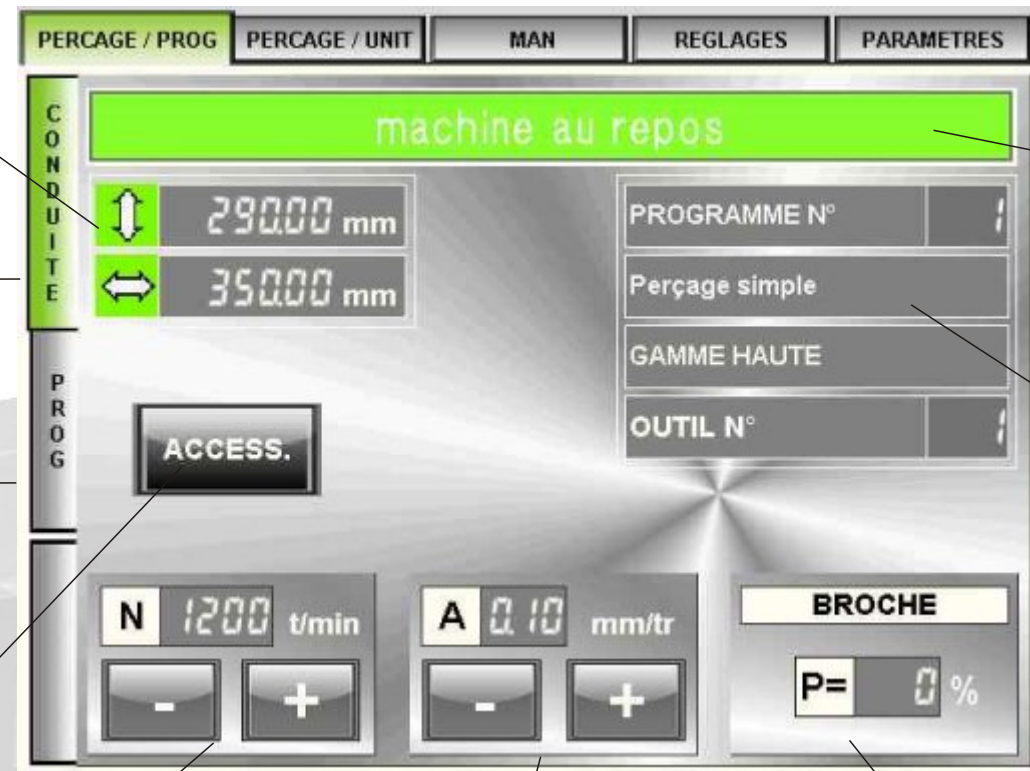 PERCAGE / PROG PERCAGE / UNIT MAN REGLAGES PARAMETRES
CONDUITE
PROG
machine au repos
290.00 mm
350.00 mm
PROGRAMME N° 1
Perçage simple
GAMME HAUTE
OUTIL N° 1
ACCESS.
N 1200 t/min
- +
A 0.10 mm/tr
- +
BROCHE
P= 0 %